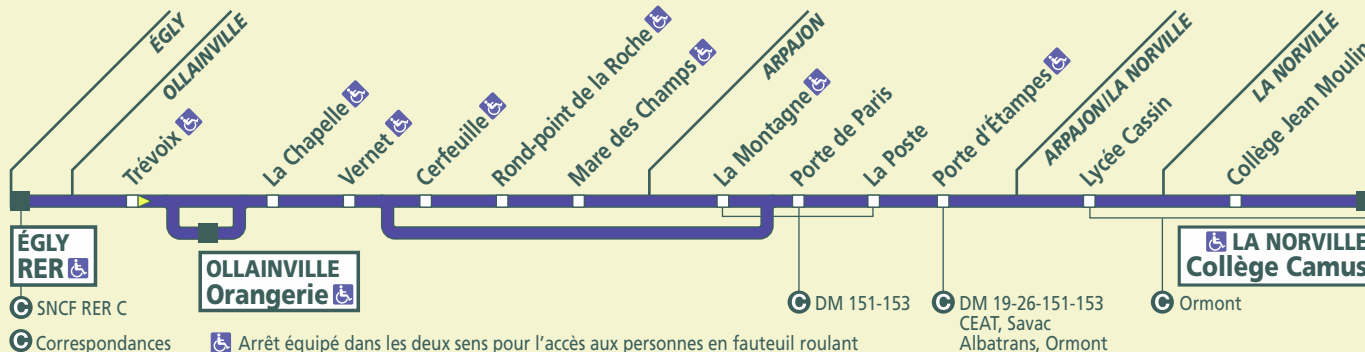 ÉGLY
OLLAINVILLE
Trévoix
La Chapelle
Vernet
Cerfeuille
Rond-point de la Roche
Mare des Champs
ARPAJON
La Montagne
Porte de Paris
La Poste
Porte d'Étampes
ARPAJON/LA NORVILLE
Lycée Cassin
LA NORVILLE
Collège Jean Moulin
ÉGLY
RER
OLLAINVILLE
Orangerie
LA NORVILLE
Collège Camus
C SNCF RER C
C DM 151-153
C DM 19-26-151-153
CEAT, Savac
Albatrans, Ormont
C Ormont
C Correspondances
Arrêt équipé dans les deux sens pour l'accès aux personnes en fauteuil roulant